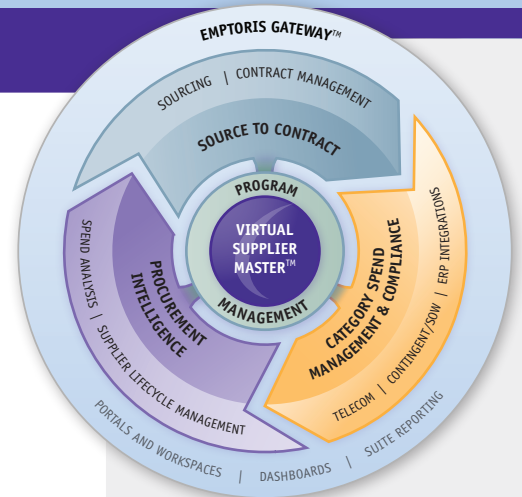 EMPTORIS GATEWAY™
SOURCING | CONTRACT MANAGEMENT
SOURCE TO CONTRACT
PROGRAM
MANAGEMENT
VIRTUAL
SUPPLIER
MASTER™
CATEGORY SPEND
MANAGEMENT & COMPLIANCE
TELECOM | CONTINGENT/SOW | ERP INTEGRATIONS
PROCUREMENT
INTELLIGENCE
SPEND ANALYSIS | SUPPLIER LIFECYCLE MANAGEMENT
PORTALS AND WORKSPACES | DASHBOARDS | SUITE REPORTING